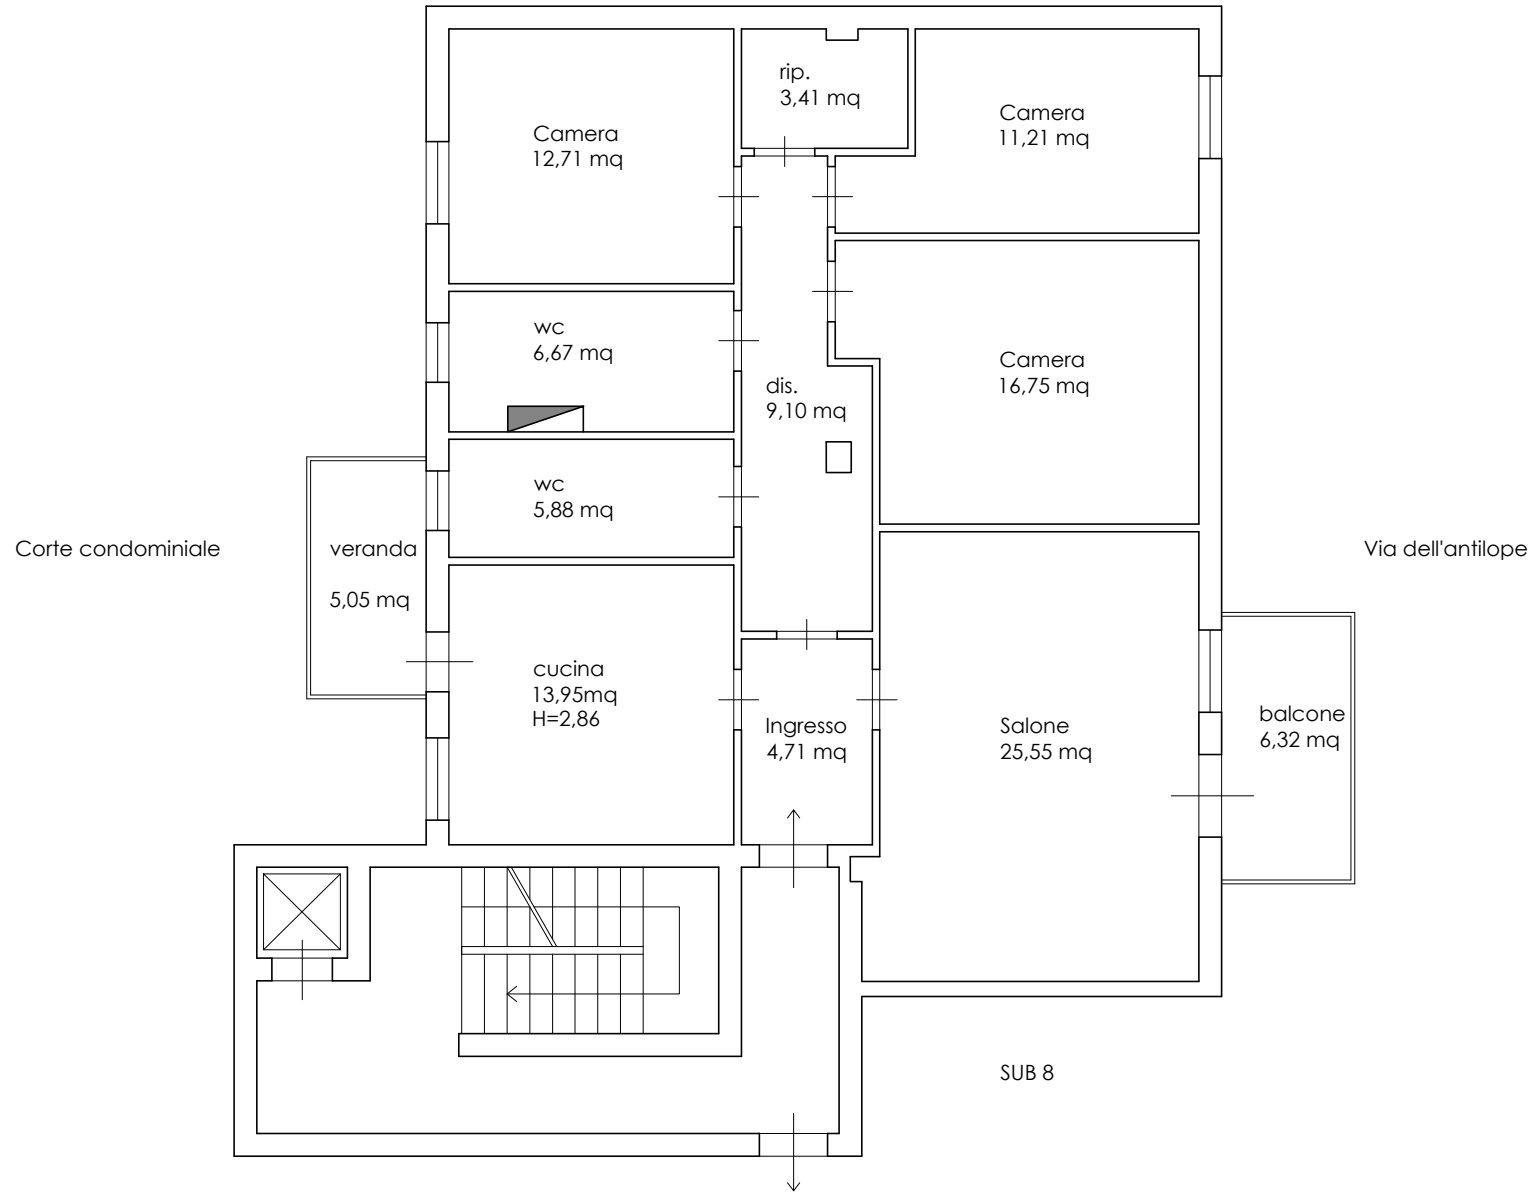 rip.
3,41 mq
Camera
11,21 mq
Camera
12,71 mq
wc
6,67 mq
Camera
16,75 mq
dis.
9,10 mq
wc
5,88 mq
Corte condominiale
veranda
5,05 mq
Via dell'antilope
cucina
13,95mq
H=2,86
Ingresso
4,71 mq
Salone
25,55 mq
balcone
6,32 mq
SUB 8